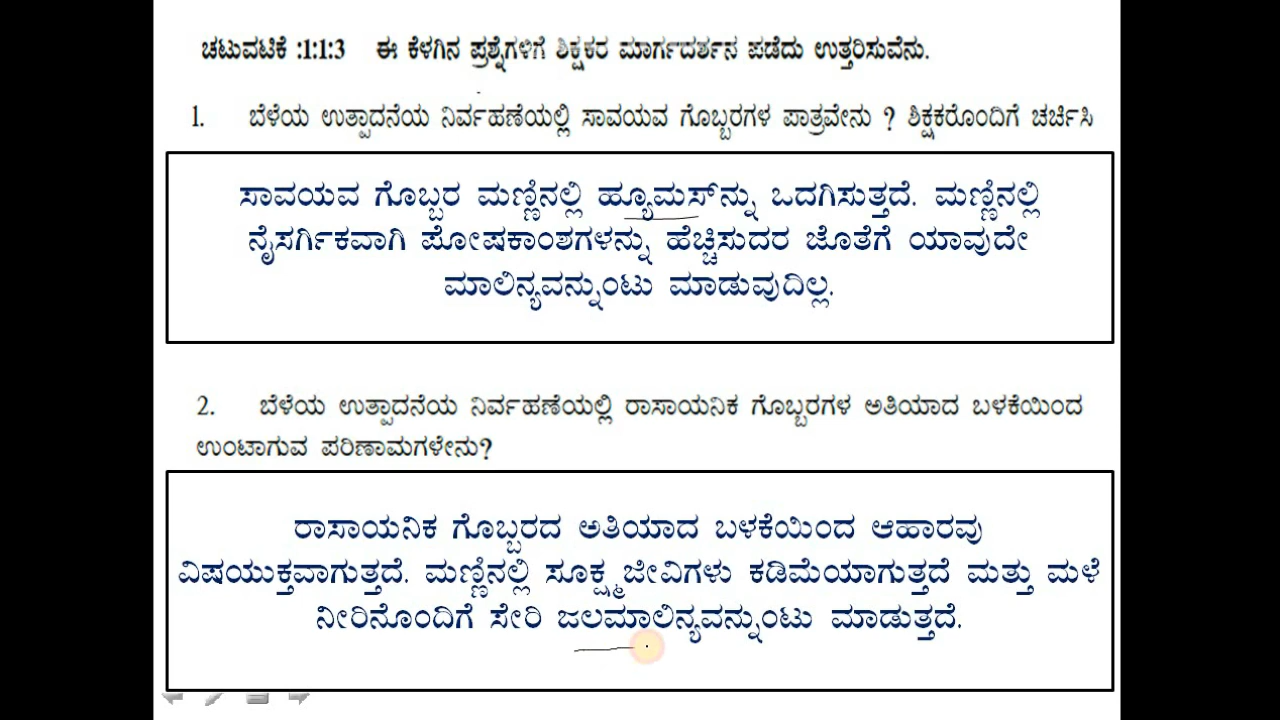 ಚಟುವಟಿಕೆ :1:1:3 ಈ ಕೆಳಗಿನ ಪ್ರಶ್ನೆಗಳಿಗೆ ಶಿಕ್ಷಕರ ಮಾರ್ಗದರ್ಶನ ಪಡೆದು ಉತ್ತರಿಸುವೆನು.
1. ಬೆಳೆಯ ಉತ್ಪಾದನೆಯ ನಿರ್ವಹಣೆಯಲ್ಲಿ ಸಾವಯವ ಗೊಬ್ಬರಗಳ ಪಾತ್ರವೇನು ? ಶಿಕ್ಷಕರೊಂದಿಗೆ ಚರ್ಚಿಸಿ
ಸಾವಯವ ಗೊಬ್ಬರ ಮಣ್ಣಿನಲ್ಲಿ ಹ್ಯೂಮಸ್‌ನ್ನು ಒದಗಿಸುತ್ತದೆ. ಮಣ್ಣಿನಲ್ಲಿ
ನೈಸರ್ಗಿಕವಾಗಿ ಪೋಷಕಾಂಶಗಳನ್ನು ಹೆಚ್ಚಿಸುದರ ಜೊತೆಗೆ ಯಾವುದೇ
ಮಾಲಿನ್ಯವನ್ನುಂಟು ಮಾಡುವುದಿಲ್ಲ.
2. ಬೆಳೆಯ ಉತ್ಪಾದನೆಯ ನಿರ್ವಹಣೆಯಲ್ಲಿ ರಾಸಾಯನಿಕ ಗೊಬ್ಬರಗಳ ಅತಿಯಾದ ಬಳಕೆಯಿಂದ
ಉಂಟಾಗುವ ಪರಿಣಾಮಗಳೇನು?
ರಾಸಾಯನಿಕ ಗೊಬ್ಬರದ ಅತಿಯಾದ ಬಳಕೆಯಿಂದ ಆಹಾರವು
ವಿಷಯುಕ್ತವಾಗುತ್ತದೆ. ಮಣ್ಣಿನಲ್ಲಿ ಸೂಕ್ಷ್ಮಜೀವಿಗಳು ಕಡಿಮೆಯಾಗುತ್ತದೆ ಮತ್ತು ಮಳೆ
ನೀರಿನೊಂದಿಗೆ ಸೇರಿ ಜಲಮಾಲಿನ್ಯವನ್ನುಂಟು ಮಾಡುತ್ತದೆ.